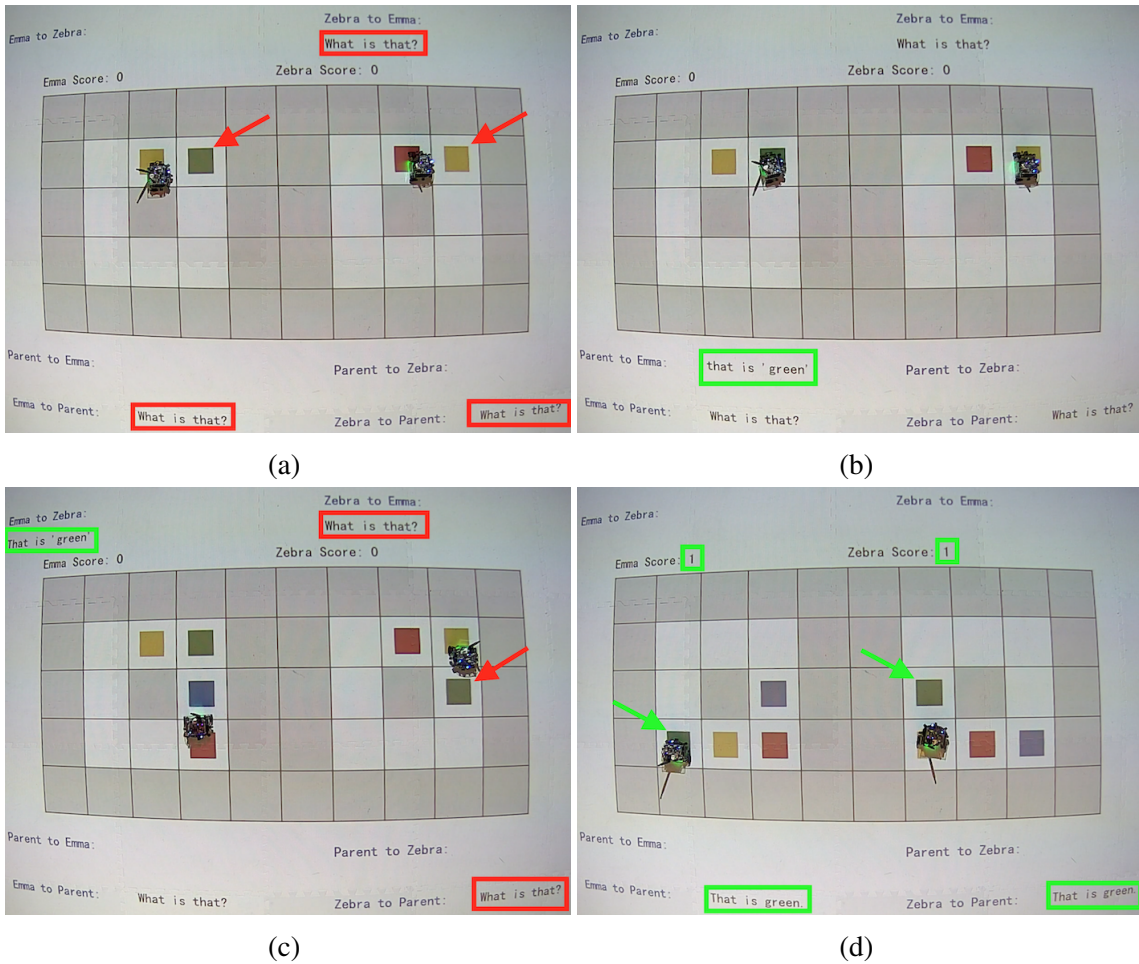 Zebra to Emma:
Emma to Zebra:
What is that?
Emma Score: 0
Zebra Score: 0
Parent to Emma:
Parent to Zebra:
Emma to Parent:
What is that?
Zebra to Parent:
What is that?
(a)
Zebra to Emma:
Emma to Zebra:
What is that?
Emma Score: 0
Zebra Score: 0
Parent to Emma:
that is 'green'
Parent to Zebra:
Emma to Parent:
What is that?
Zebra to Parent:
What is that?
(b)
Zebra to Emma:
Emma to Zebra:
What is that?
That is 'green'
Emma Score: 0
Zebra Score: 0
Parent to Emma:
Parent to Zebra:
Emma to Parent:
What is that?
Zebra to Parent:
What is that?
(c)
Zebra to Emma:
Emma to Zebra:
Emma Score: 1
Zebra Score: 1
Parent to Emma:
Parent to Zebra:
Emma to Parent:
That is green.
Zebra to Parent:
That is green.
(d)